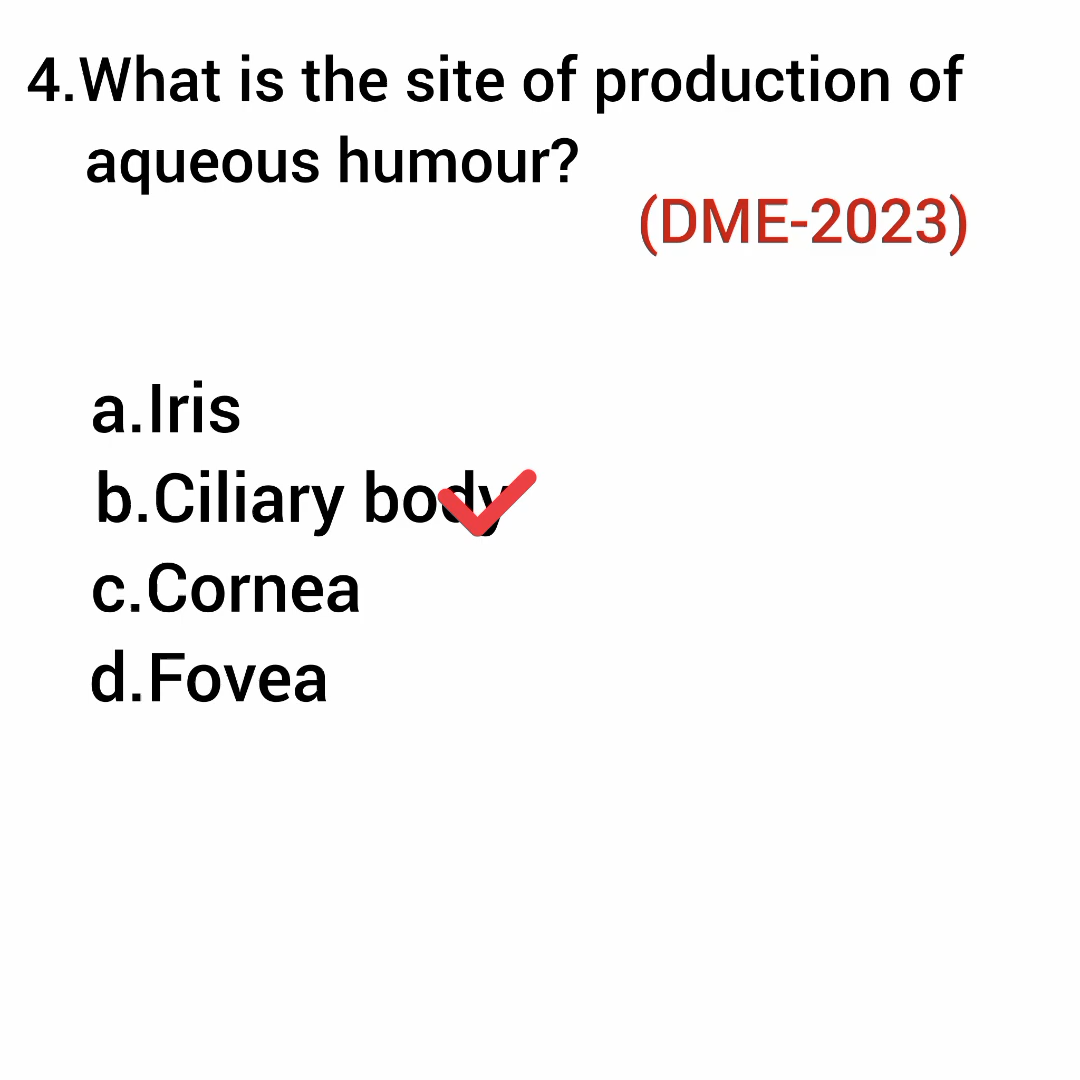 4.What is the site of production of
aqueous humour?
(DME-2023)
a.Iris
b.Ciliary body
c.Cornea
d.Fovea